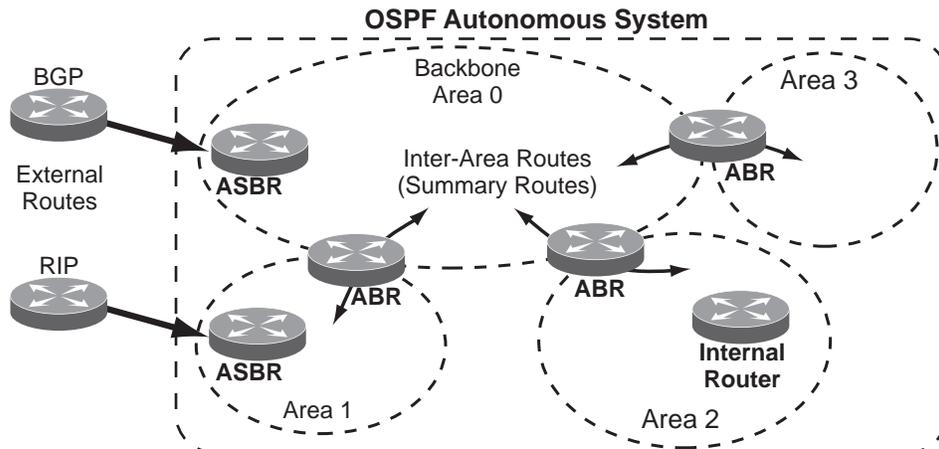 OSPF Autonomous System
BGP
Backbone
Area 0
Area 3
External
Routes
ASBR
Inter-Area Routes
(Summary Routes)
ABR
RIP
ABR
ABR
ASBR
Internal
Router
Area 1
Area 2